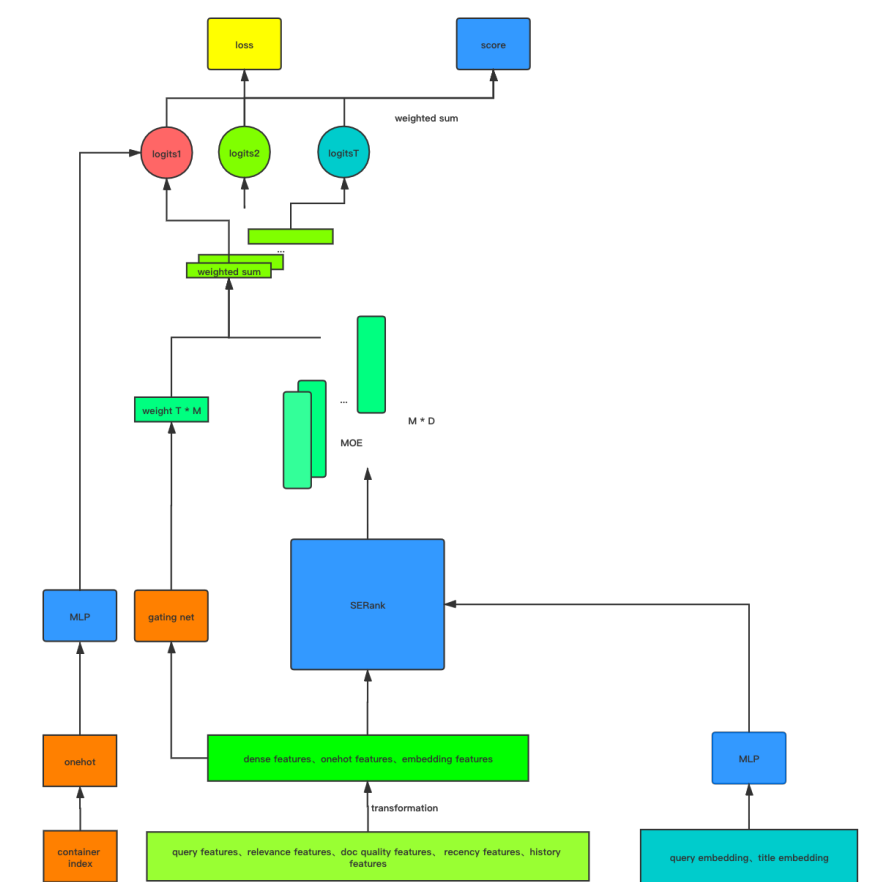 loss
score
weighted sum
logits1
logits2
logitsT
...
weighted sum
weight T * M
...
M * D
MOE
MLP
gating net
SERank
onehot
dense features、onehot features、embedding features
MLP
transformation
container
index
query features、relevance features、doc quality features、 recency features、history
features
query embedding、title embedding